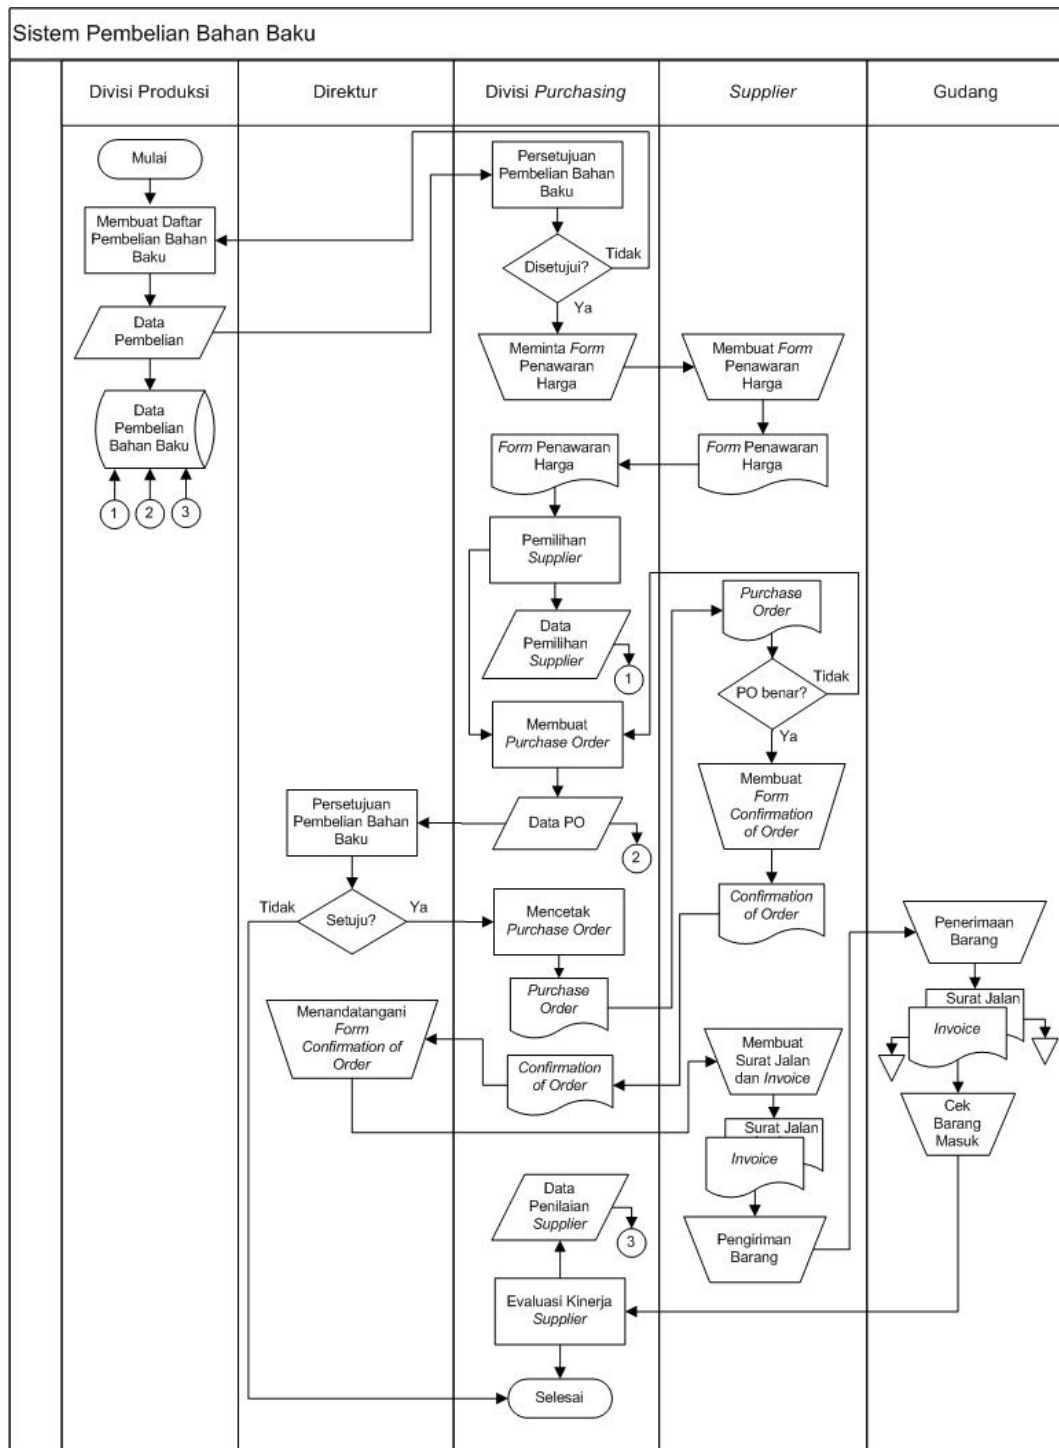 Sistem Pembelian Bahan Baku
Divisi Produksi
Direktur
Divisi Purchasing
Supplier
Gudang
Mulai
Membuat Daftar
Pembelian Bahan
Baku
Data
Pembelian
Data
Pembelian
Bahan Baku
1
2
3
Persetujuan
Pembelian Bahan
Baku
Disetujui?
Tidak
Ya
Meminta Form
Penawaran
Harga
Membuat Form
Penawaran
Harga
Form Penawaran
Harga
Form Penawaran
Harga
Pemilihan
Supplier
Data
Pemilihan
Supplier
1
Purchase
Order
PO benar?
Tidak
Ya
Membuat
Purchase Order
Data PO
2
Persetujuan
Pembelian Bahan
Baku
Setuju?
Tidak
Ya
Mencetak
Purchase Order
Purchase
Order
Membuat
Form
Confirmation
of Order
Confirmation
of Order
Confirmation
of Order
Menandatangani
Form
Confirmation of
Order
Membuat
Surat Jalan
dan Invoice
Surat Jalan
Invoice
Pengiriman
Barang
Penerimaan
Barang
Surat Jalan
Invoice
Cek
Barang
Masuk
Data
Penilaian
Supplier
3
Evaluasi Kinerja
Supplier
Selesai